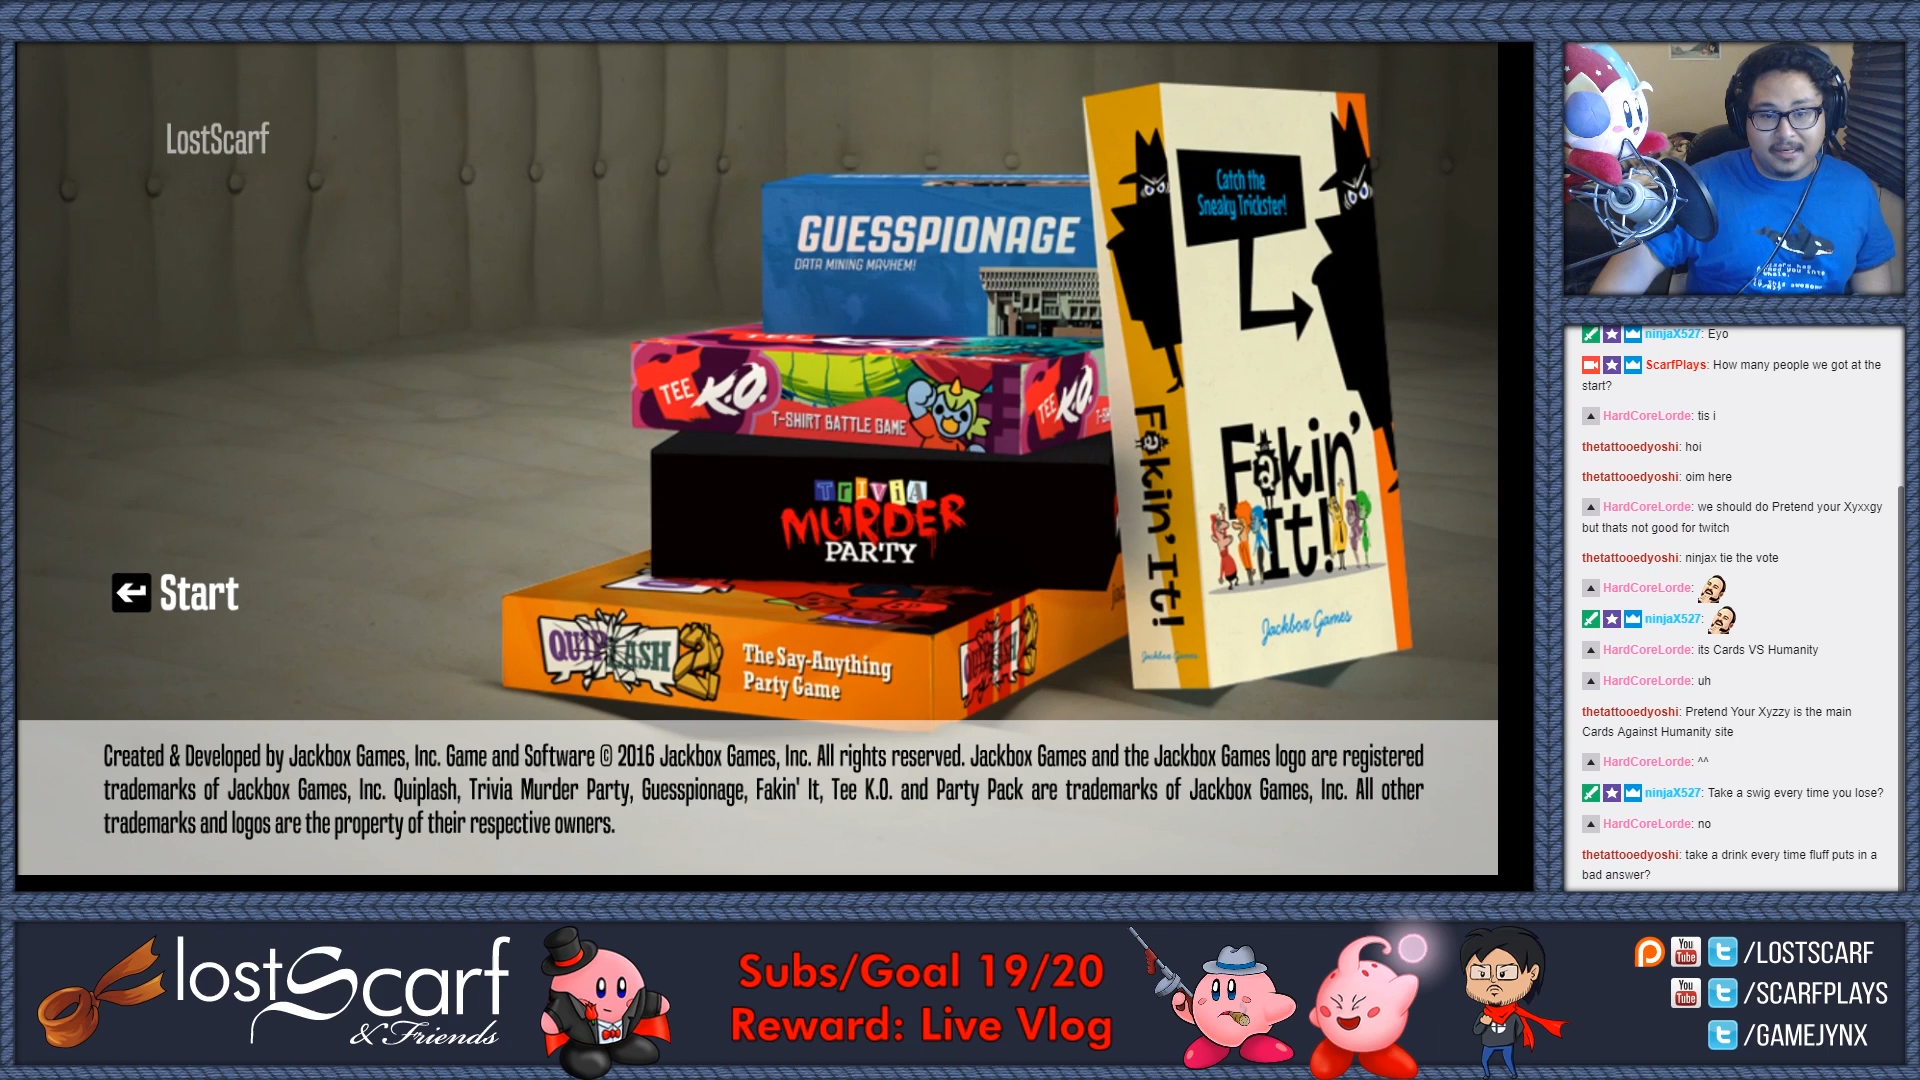 LostScarf
GUESSPIONAGE
DATA MINING MAYHEM!
TEE K.O.
T-SHIRT BATTLE GAME
TEE K.O.
TRIVIA
MURDER
PARTY
QUIPLASH 2
The Say-Anything
Party Game
QUIPLASH 2
Catch the
Sneaky Trickster!
Fakin' It!
Fakin'
It!
Jackbox Games
Jackbox Games
Start
Created & Developed by Jackbox Games, Inc. Game and Software © 2016 Jackbox Games, Inc. All rights reserved. Jackbox Games and the Jackbox Games logo are registered
trademarks of Jackbox Games, Inc. Quiplash, Trivia Murder Party, Guesspionage, Fakin' It, Tee K.O. and Party Pack are trademarks of Jackbox Games, Inc. All other
trademarks and logos are the property of their respective owners.
ninjaX527: Eyo
ScarfPlays: How many people we got at the
start?
HardCoreLorde: tis i
thetattooedyoshi: hoi
thetattooedyoshi: oim here
HardCoreLorde: we should do Pretend your Xyxxgy
but thats not good for twitch
thetattooedyoshi: ninjax tie the vote
HardCoreLorde:
ninjaX527:
HardCoreLorde: its Cards VS Humanity
HardCoreLorde: uh
thetattooedyoshi: Pretend Your Xyzzy is the main
Cards Against Humanity site
HardCoreLorde: ^^
ninjaX527: Take a swig every time you lose?
HardCoreLorde: no
thetattooedyoshi: take a drink every time fluff puts in a
bad answer?
lostScarf
& Friends
Subs/Goal 19/20
Reward: Live Vlog
You Tube /LOSTSCARF
You Tube /SCARFPLAYS
/GAMEJYNX